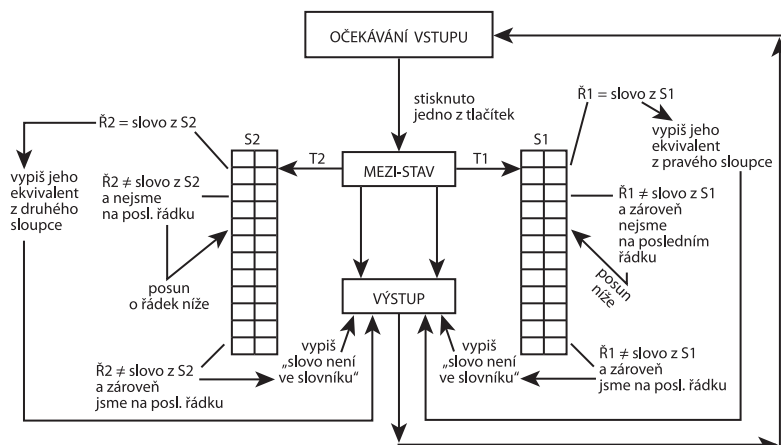 OČEKÁVÁNÍ VSTUPU
stisknuto
jedno z tlačítek
Ř2 = slovo z S2
S2
T2
MEZI-STAV
T1
S1
Ř1 = slovo z S1
vypiš jeho
ekvivalent
z pravého sloupce
vypiš jeho
ekvivalent
z druhého
sloupce
Ř2 ≠ slovo z S2
a nejsme
na posl. řádku
Ř1 ≠ slovo z S1
a zároveň
nejsme
na posledním
řádku
posun
o řádek níže
posun
níže
VÝSTUP
vypiš
„slovo není
ve slovníku“
vypiš
„slovo není
ve slovníku“
Ř2 ≠ slovo z S2
a zároveň
jsme na posl. řádku
Ř1 ≠ slovo z S1
a zároveň
jsme na posl. řádku